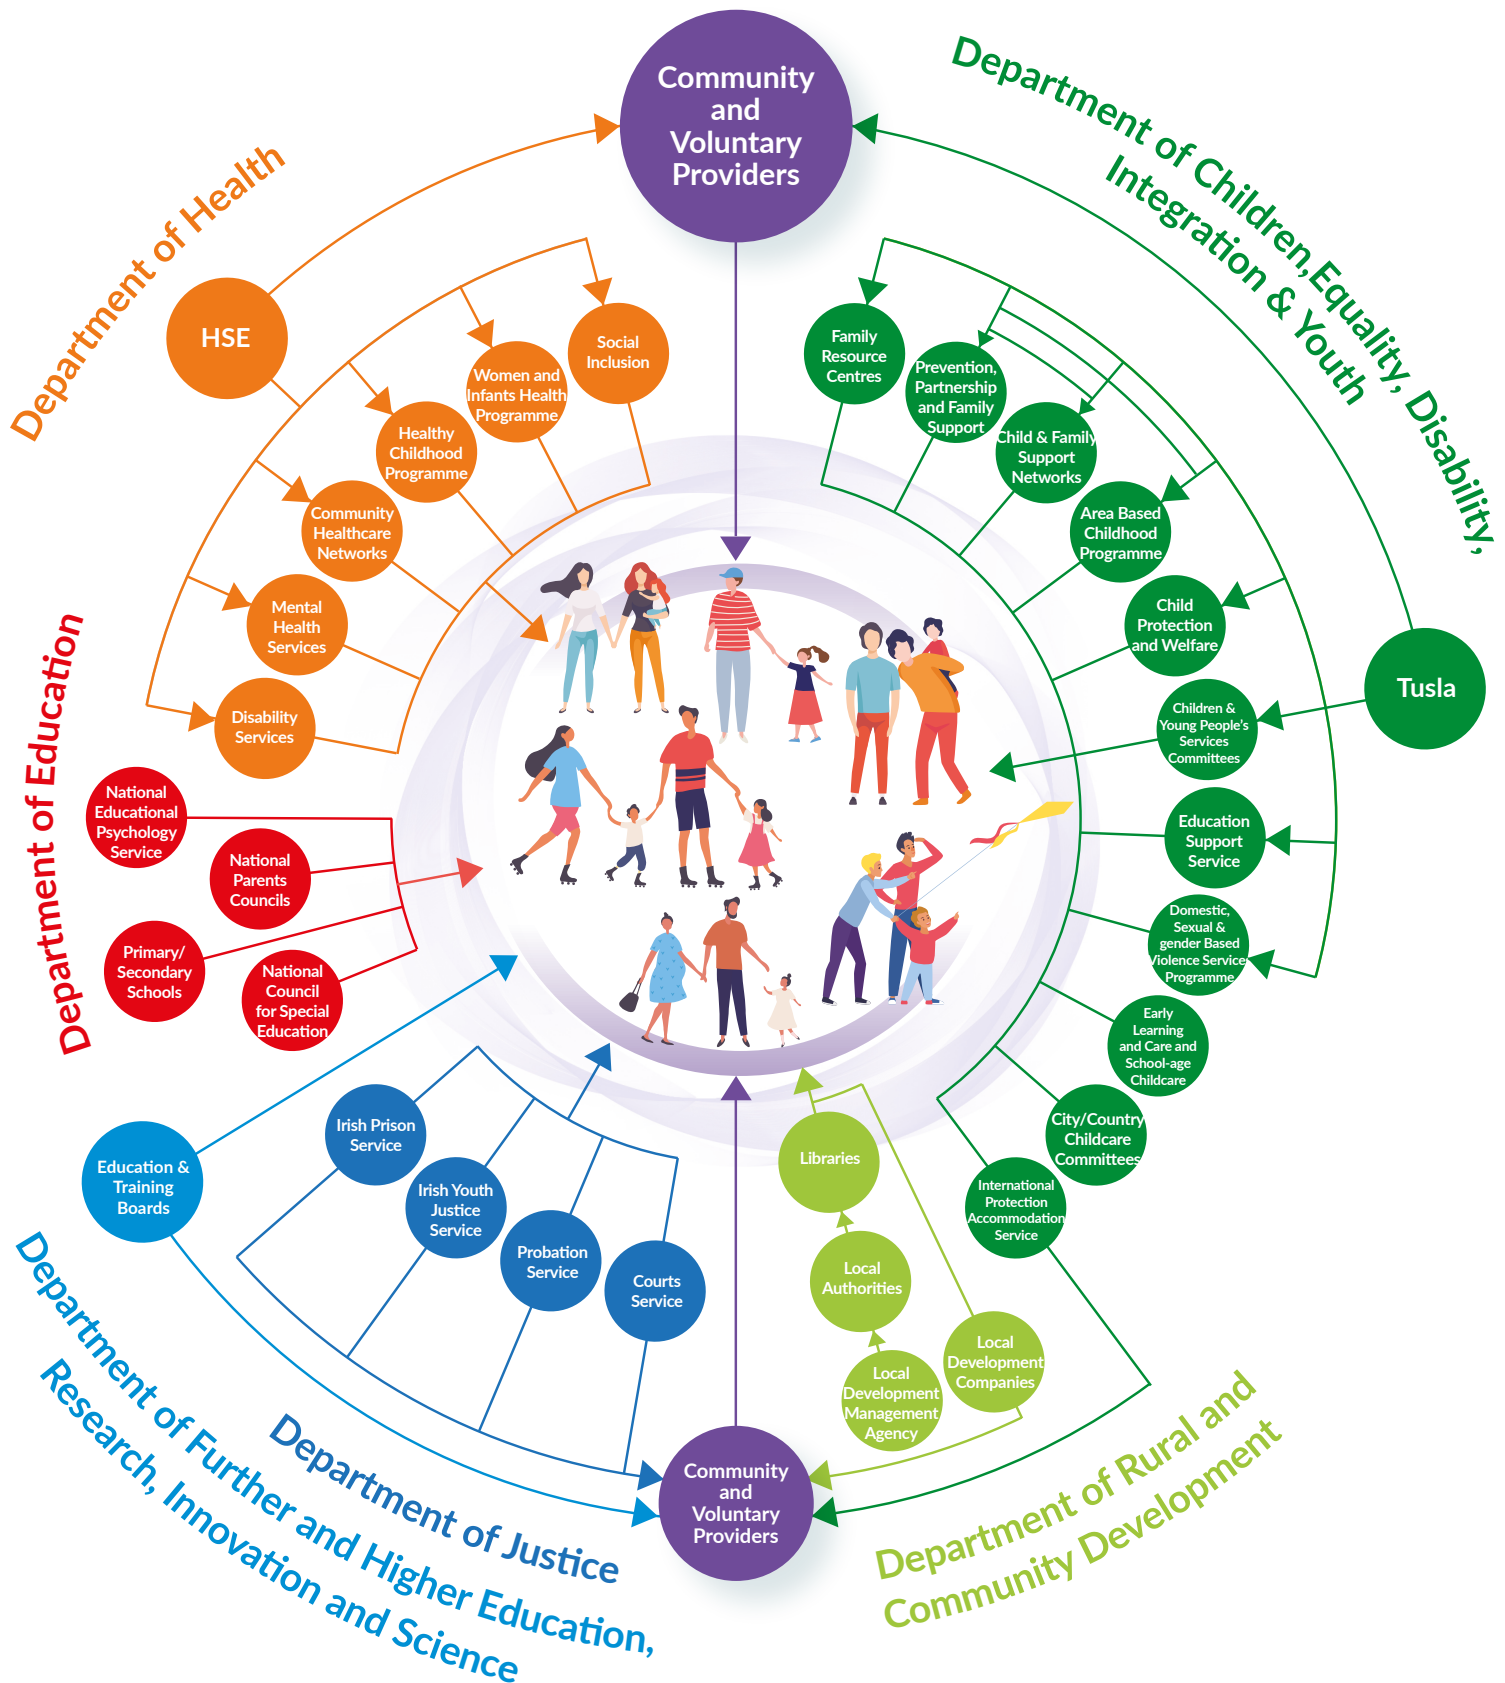 Community
and
Voluntary
Providers
Department of Health
HSE
Social
Inclusion
Women and
Infants Health
Programme
Healthy
Childhood
Programme
Community
Healthcare
Networks
Mental
Health
Services
Disability
Services
Department of Children,Equality, Disability,
Integration & Youth
Tusla
Family
Resource
Centres
Prevention,
Partnership
and Family
Support
Child & Family
Support
Networks
Area Based
Childhood
Programme
Child
Protection
and Welfare
Children &
Young People's
Services
Committees
Education
Support
Service
Domestic,
Sexual &
gender Based
Violence Service
Programme
Early
Learning
and Care and
School-age
Childcare
City/Country
Childcare
Committees
International
Protection
Accommodation
Service
Department of Education
National
Educational
Psychology
Service
National
Parents
Councils
Primary/
Secondary
Schools
National
Council
for Special
Education
Education &
Training
Boards
Department of Further and Higher Education,
Research, Innovation and Science
Irish Prison
Service
Irish Youth
Justice
Service
Probation
Service
Courts
Service
Department of Justice
Libraries
Local
Authorities
Local
Development
Management
Agency
Local
Development
Companies
Department of Rural and
Community Development
Community
and
Voluntary
Providers